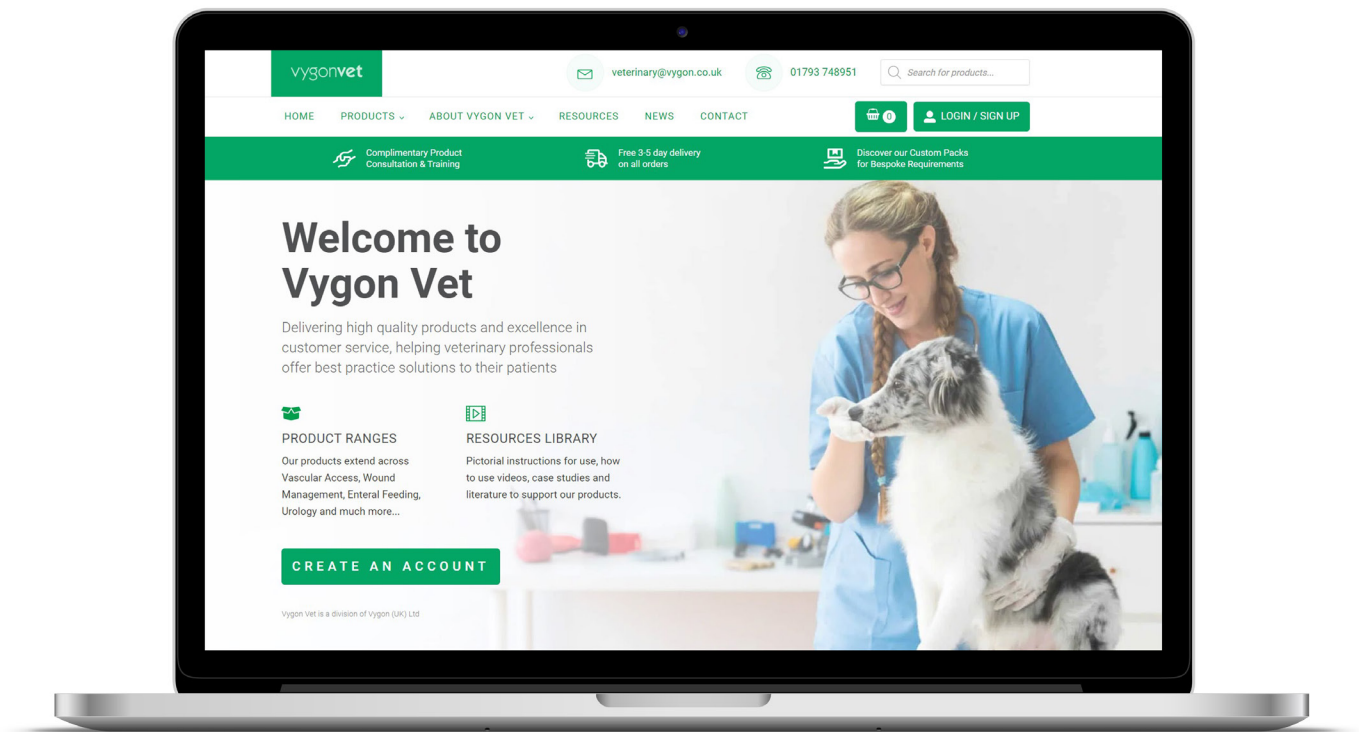 vygonvet
veterinary@vygon.co.uk
01793 748951
Search for products...
HOME
PRODUCTS
ABOUT VYGON VET
RESOURCES
NEWS
CONTACT
0
LOGIN / SIGN UP
Complimentary Product
Consultation & Training
Free 3-5 day delivery
on all orders
Discover our Custom Packs
for Bespoke Requirements
Welcome to
Vygon Vet
Delivering high quality products and excellence in
customer service, helping veterinary professionals
offer best practice solutions to their patients
PRODUCT RANGES
Our products extend across
Vascular Access, Wound
Management, Enteral Feeding,
Urology and much more...
RESOURCES LIBRARY
Pictorial instructions for use, how
to use videos, case studies and
literature to support our products.
CREATE AN ACCOUNT
Vygon Vet is a division of Vygon (UK) Ltd